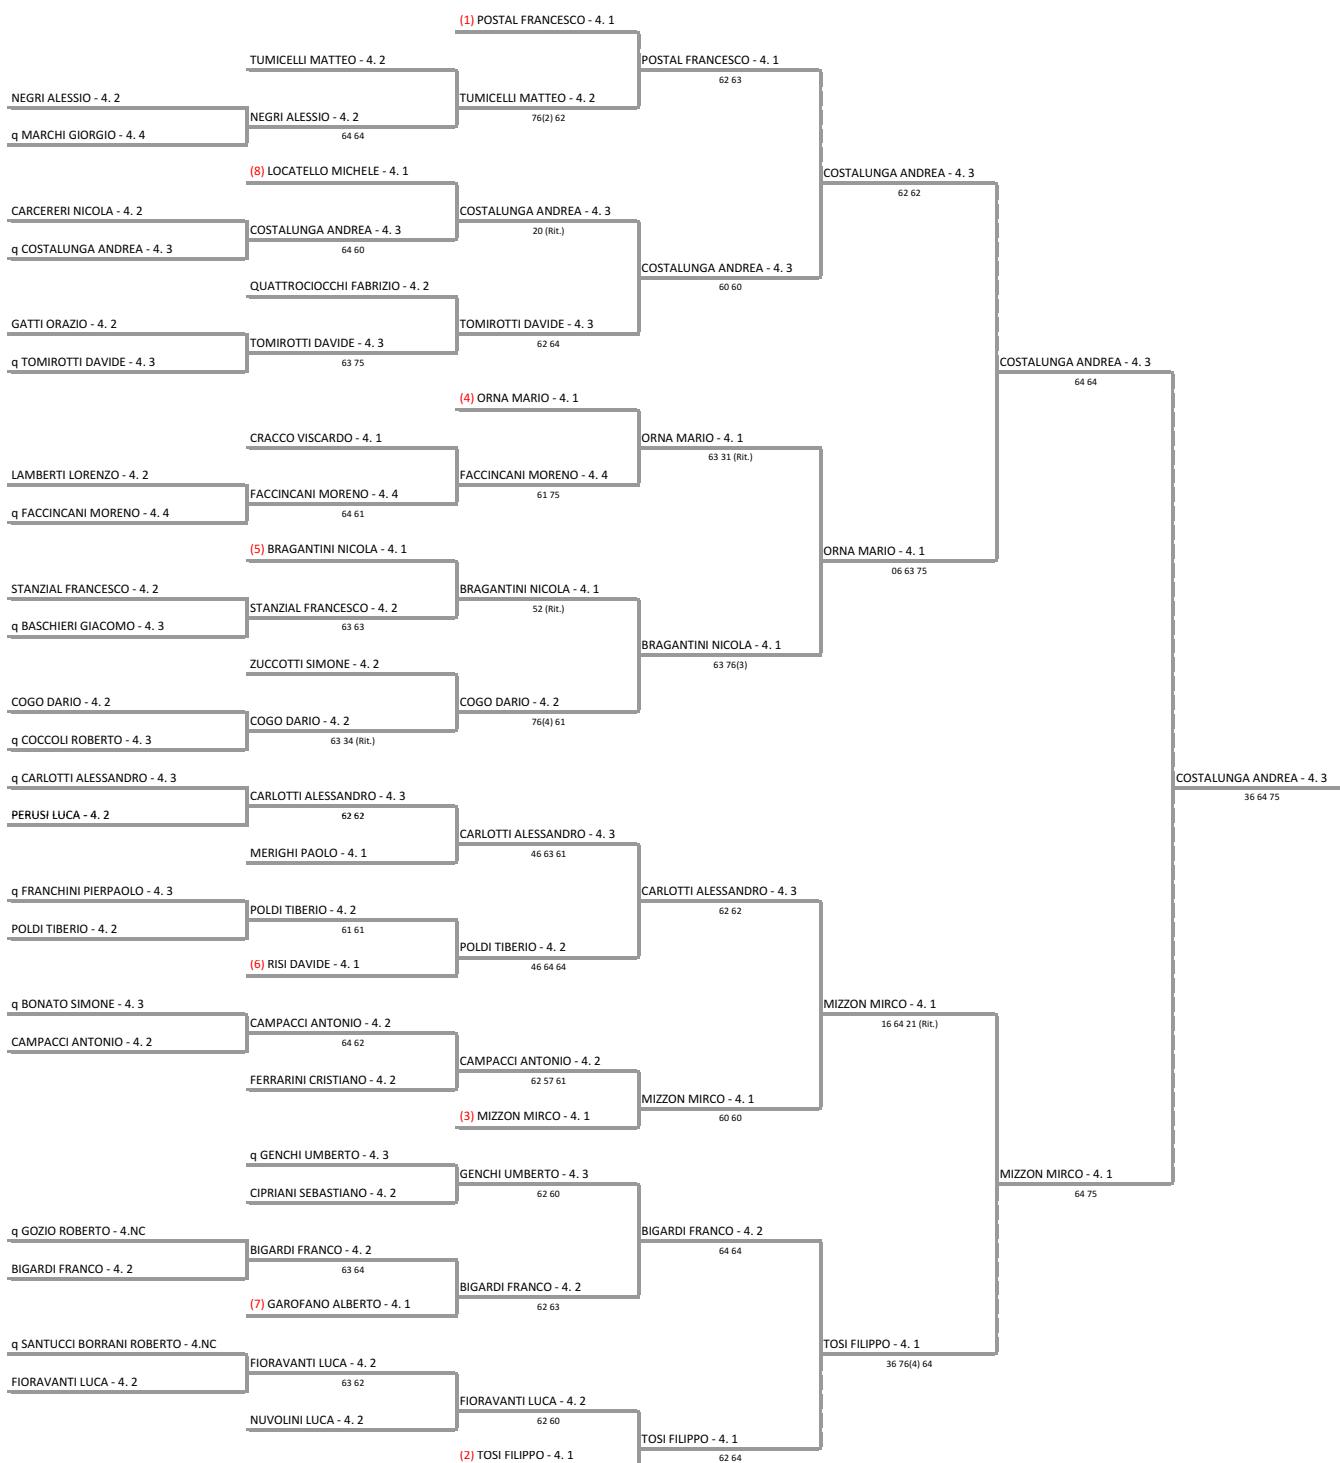 (1) POSTAL FRANCESCO - 4. 1
TUMICELLI MATTEO - 4. 2
POSTAL FRANCESCO - 4. 1
62 63
NEGRI ALESSIO - 4. 2
TUMICELLI MATTEO - 4. 2
76(2) 62
NEGRI ALESSIO - 4. 2
64 64
q MARCHI GIORGIO - 4. 4
(8) LOCATELLO MICHELE - 4. 1
COSTALUNGA ANDREA - 4. 3
62 62
CARCERERI NICOLA - 4. 2
COSTALUNGA ANDREA - 4. 3
20 (Rit.)
COSTALUNGA ANDREA - 4. 3
64 60
q COSTALUNGA ANDREA - 4. 3
COSTALUNGA ANDREA - 4. 3
60 60
QUATTROCIOCCHI FABRIZIO - 4. 2
GATTI ORAZIO - 4. 2
TOMIROTTI DAVIDE - 4. 3
62 64
TOMIROTTI DAVIDE - 4. 3
63 75
q TOMIROTTI DAVIDE - 4. 3
COSTALUNGA ANDREA - 4. 3
64 64
(4) ORNA MARIO - 4. 1
CRACCO VISCARDO - 4. 1
ORNA MARIO - 4. 1
63 31 (Rit.)
LAMBERTI LORENZO - 4. 2
FACCINCANI MORENO - 4. 4
61 75
FACCINCANI MORENO - 4. 4
64 61
q FACCINCANI MORENO - 4. 4
(5) BRAGANTINI NICOLA - 4. 1
ORNA MARIO - 4. 1
06 63 75
STANZIAL FRANCESCO - 4. 2
BRAGANTINI NICOLA - 4. 1
52 (Rit.)
STANZIAL FRANCESCO - 4. 2
63 63
q BASCHIERI GIACOMO - 4. 3
BRAGANTINI NICOLA - 4. 1
63 76(3)
ZUCCOTTI SIMONE - 4. 2
COGO DARIO - 4. 2
COGO DARIO - 4. 2
76(4) 61
COGO DARIO - 4. 2
63 34 (Rit.)
q COCCOLI ROBERTO - 4. 3
q CARLOTTI ALESSANDRO - 4. 3
COSTALUNGA ANDREA - 4. 3
36 64 75
CARLOTTI ALESSANDRO - 4. 3
62 62
PERUSI LUCA - 4. 2
CARLOTTI ALESSANDRO - 4. 3
46 63 61
MERIGHI PAOLO - 4. 1
q FRANCHINI PIERPAOLO - 4. 3
CARLOTTI ALESSANDRO - 4. 3
62 62
POLDI TIBERIO - 4. 2
61 61
POLDI TIBERIO - 4. 2
POLDI TIBERIO - 4. 2
46 64 64
(6) RISI DAVIDE - 4. 1
q BONATO SIMONE - 4. 3
MIZZON MIRCO - 4. 1
16 64 21 (Rit.)
CAMPACCI ANTONIO - 4. 2
64 62
CAMPACCI ANTONIO - 4. 2
CAMPACCI ANTONIO - 4. 2
62 57 61
FERRARINI CRISTIANO - 4. 2
MIZZON MIRCO - 4. 1
60 60
(3) MIZZON MIRCO - 4. 1
q GENCHI UMBERTO - 4. 3
GENCHI UMBERTO - 4. 3
62 60
MIZZON MIRCO - 4. 1
64 75
CIPRIANI SEBASTIANO - 4. 2
q GOZIO ROBERTO - 4.NC
BIGARDI FRANCO - 4. 2
64 64
BIGARDI FRANCO - 4. 2
63 64
BIGARDI FRANCO - 4. 2
BIGARDI FRANCO - 4. 2
62 63
(7) GAROFANO ALBERTO - 4. 1
q SANTUCCI BORRANI ROBERTO - 4.NC
TOSI FILIPPO - 4. 1
36 76(4) 64
FIORAVANTI LUCA - 4. 2
63 62
FIORAVANTI LUCA - 4. 2
FIORAVANTI LUCA - 4. 2
62 60
NUVOLINI LUCA - 4. 2
TOSI FILIPPO - 4. 1
62 64
(2) TOSI FILIPPO - 4. 1